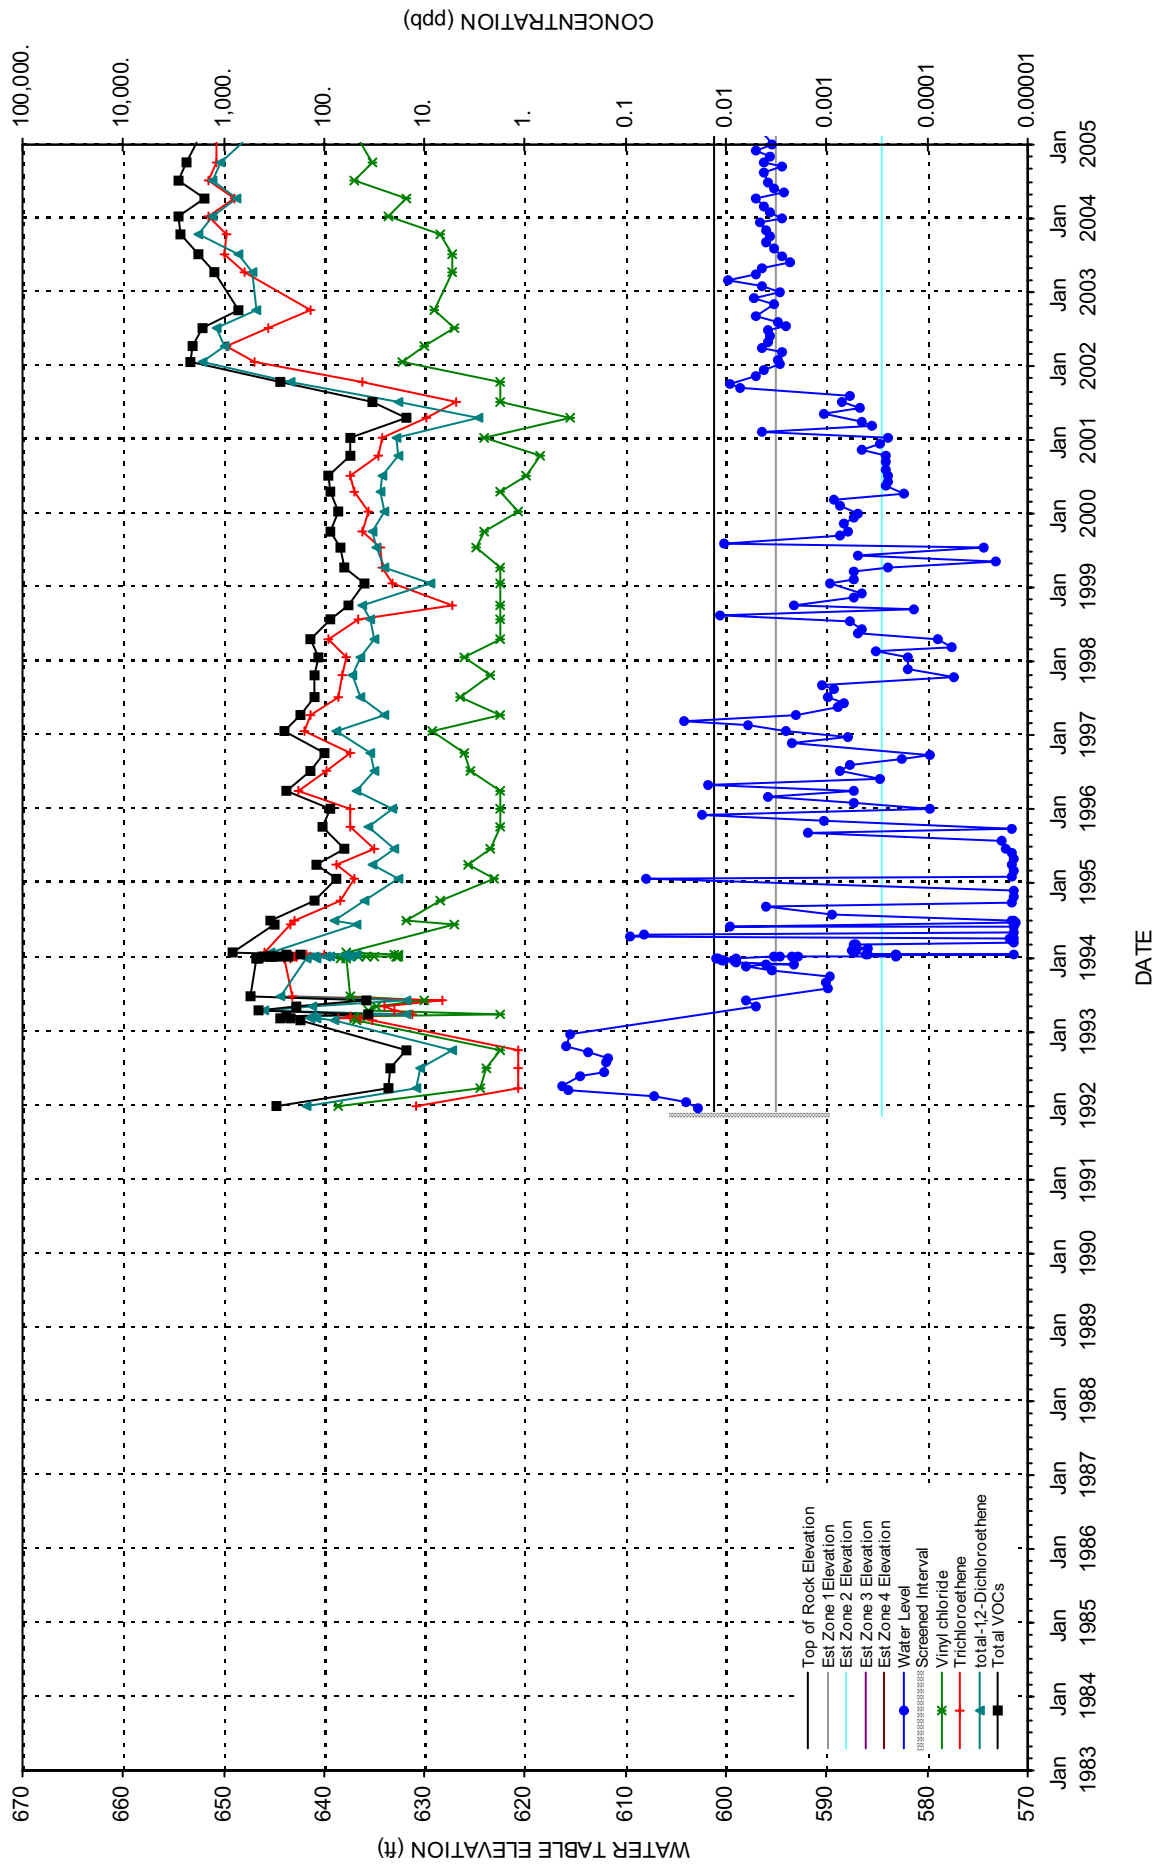 CONCENTRATION (ppb)
100,000.
10,000.
1,000.
100.
10.
1.
0.1
0.01
0.001
0.0001
0.00001
WATER TABLE ELEVATION (ft)
670
660
650
640
630
620
610
600
590
580
570
Top of Rock Elevation
Est Zone 1 Elevation
Est Zone 2 Elevation
Est Zone 3 Elevation
Est Zone 4 Elevation
Water Level
Screened Interval
Vinyl chloride
Trichloroethene
total-1,2-Dichloroethene
Total VOCs
Jan Jan Jan Jan Jan Jan Jan Jan Jan Jan Jan Jan Jan Jan Jan Jan Jan Jan Jan Jan Jan Jan Jan
1983 1984 1985 1986 1987 1988 1989 1990 1991 1992 1993 1994 1995 1996 1997 1998 1999 2000 2001 2002 2003 2004 2005
DATE